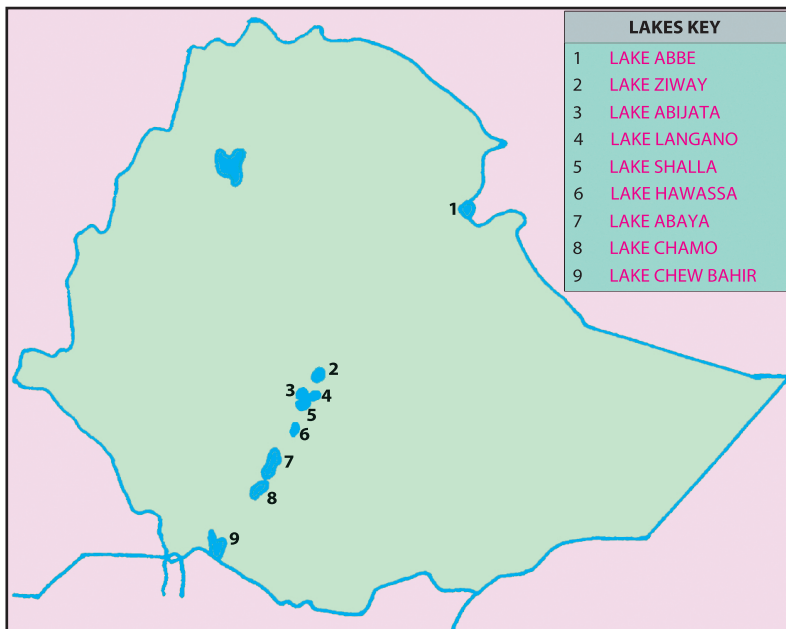 LAKES KEY
1 LAKE ABBE
2 LAKE ZIWAY
3 LAKE ABIJATA
4 LAKE LANGANO
5 LAKE SHALLA
6 LAKE HAWASSA
7 LAKE ABAYA
8 LAKE CHAMO
9 LAKE CHEW BAHIR
1
2
3
4
5
6
7
8
9